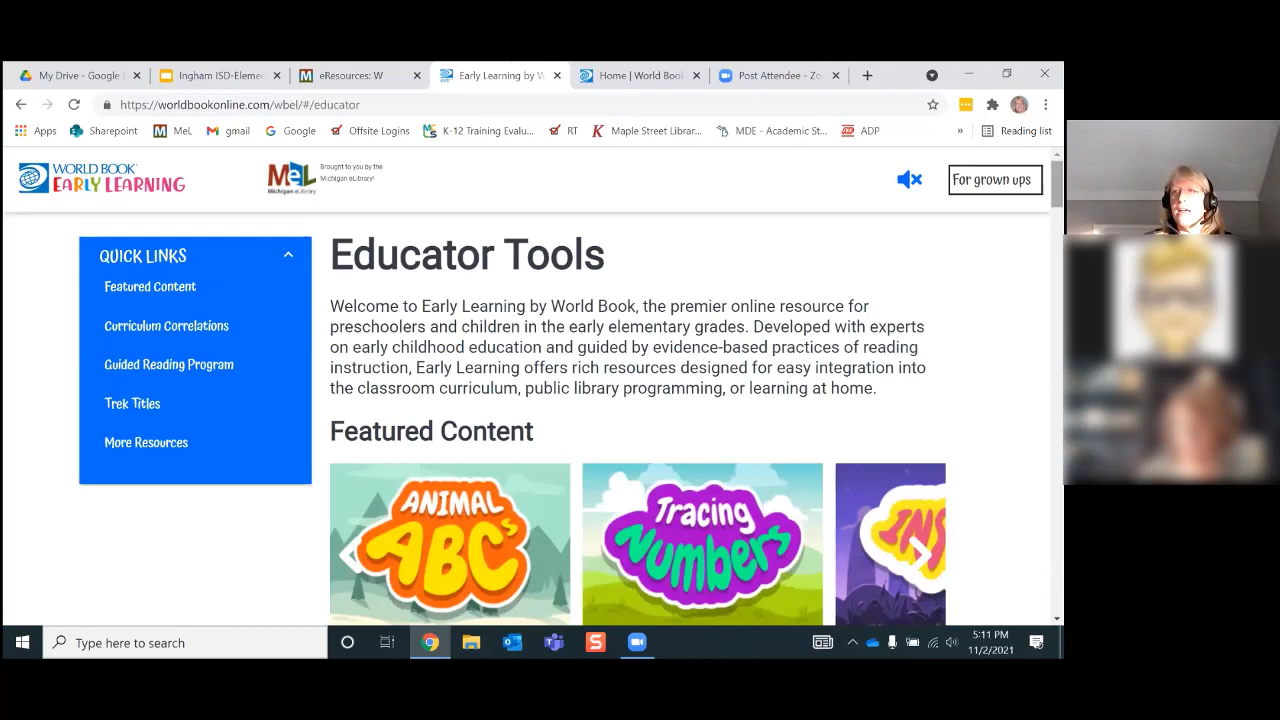 My Drive - Google
Ingham ISD-Eleme
eResources: W
Early Learning by W
Home | World Book
Post Attendee - Zo
https://worldbookonline.com/wbel/#/educator
Apps
Sharepoint
MeL
gmail
Google
Offsite Logins
K-12 Training Evalu...
RT
Maple Street Librar...
MDE - Academic St...
ADP
»
Reading list
WORLD BOOK
EARLY LEARNING
MeL
Michigan eLibrary
Brought to you by the
Michigan eLibrary!
For grown ups
QUICK LINKS
Featured Content
Curriculum Correlations
Guided Reading Program
Trek Titles
More Resources
Educator Tools
Welcome to Early Learning by World Book, the premier online resource for
preschoolers and children in the early elementary grades. Developed with experts
on early childhood education and guided by evidence-based practices of reading
instruction, Early Learning offers rich resources designed for easy integration into
the classroom curriculum, public library programming, or learning at home.
Featured Content
ANIMAL
ABC's
Tracing
Numbers
INS
Type here to search
5:11 PM
11/2/2021